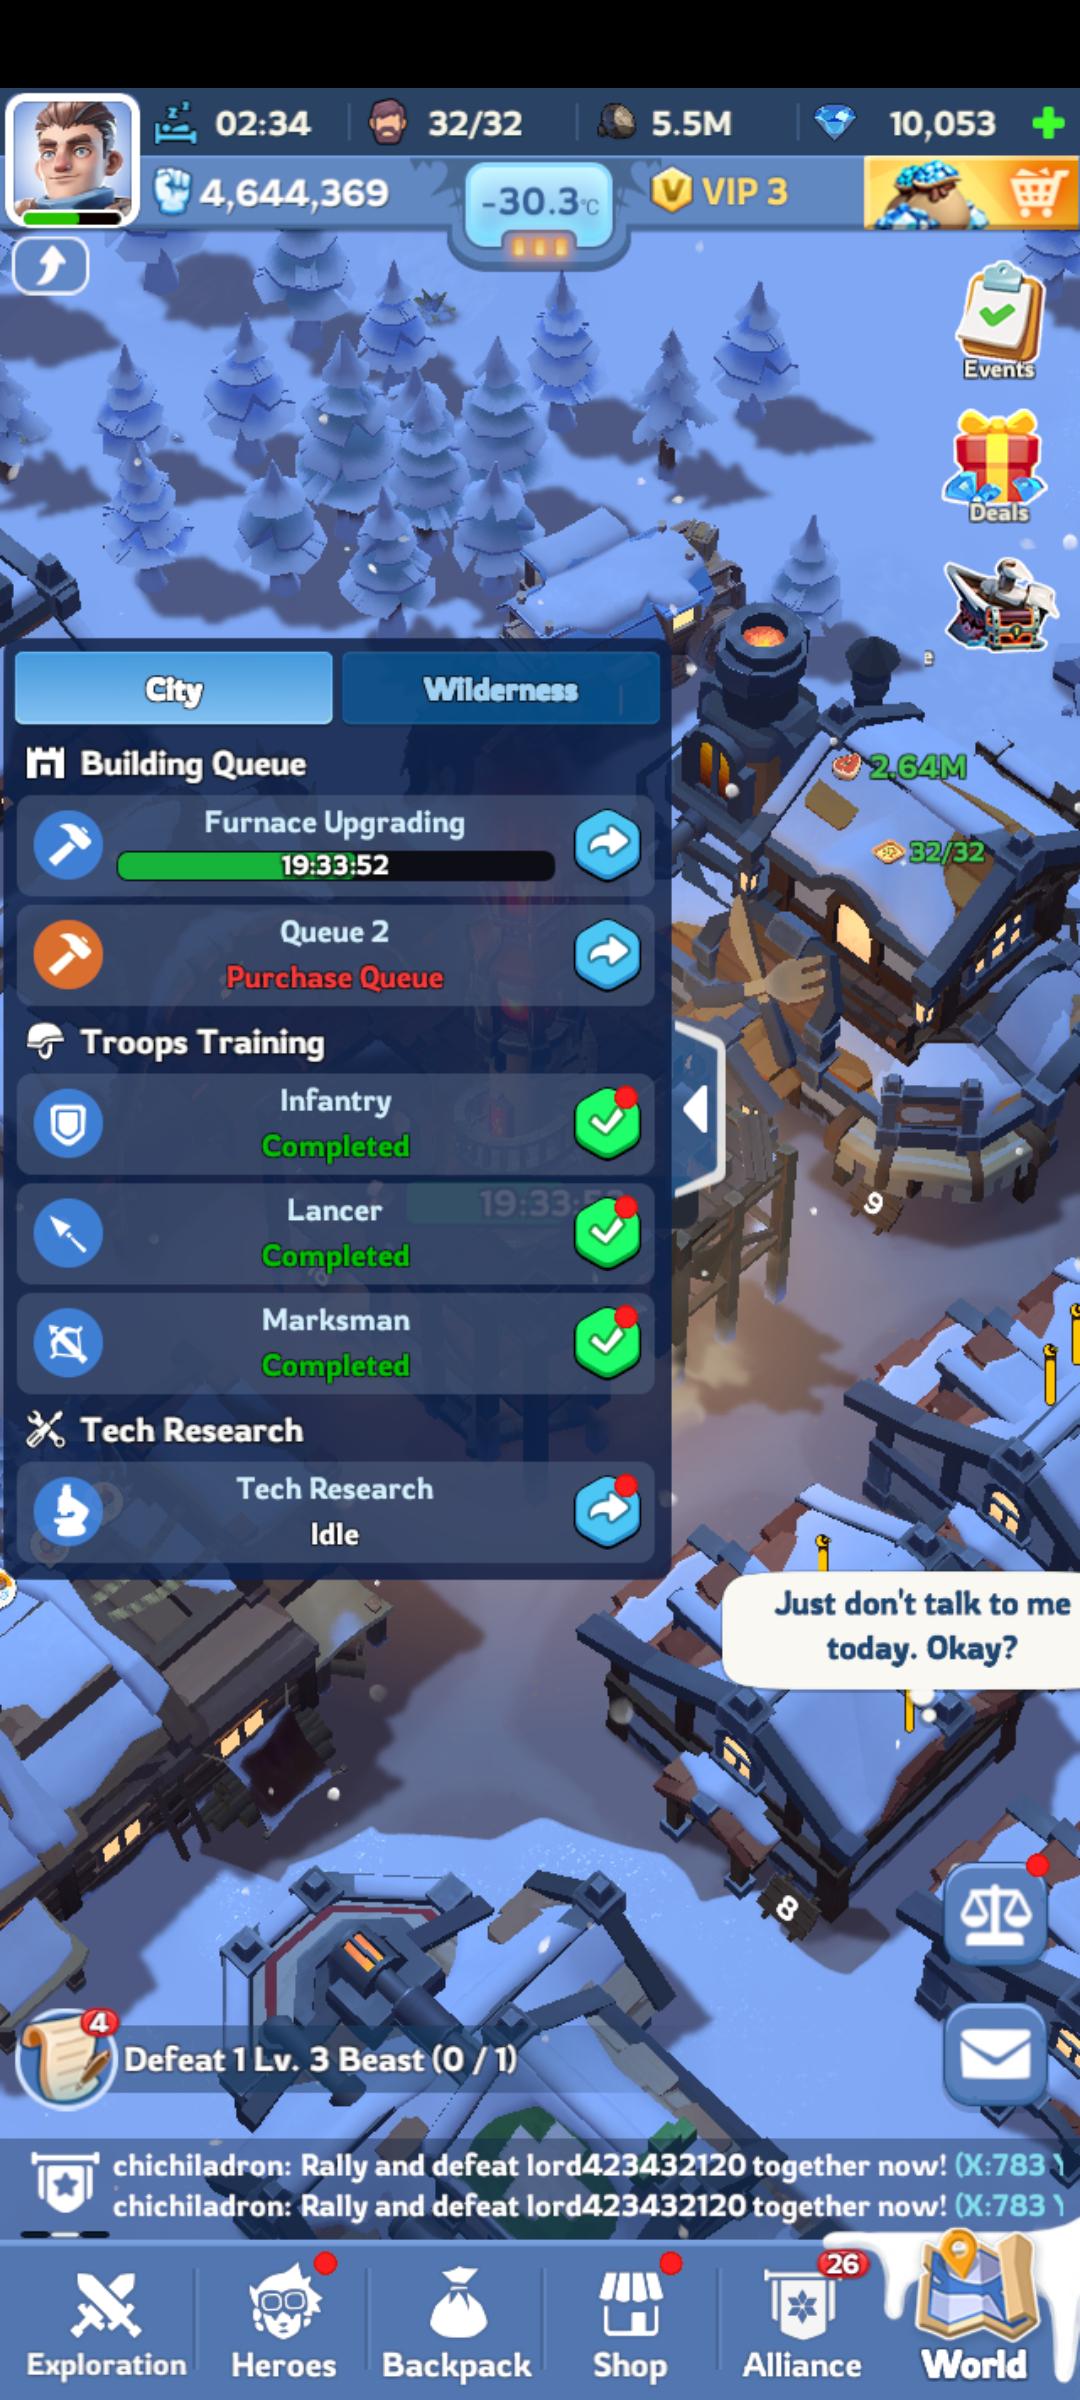 02:34
32/32
5.5M
10,053
4,644,369
-30.3°C
VIP 3
Events
Deals
City
Wilderness
Building Queue
2.64M
Furnace Upgrading
19:33:52
32/32
Queue 2
Purchase Queue
Troops Training
Infantry
Completed
Lancer
19:33:5
Completed
9
Marksman
Completed
Tech Research
Tech Research
Idle
Just don't talk to me
today. Okay?
8
4
Defeat 1 Lv. 3 Beast (0 / 1)
chichiladron: Rally and defeat lord423432120 together now! (X:783 Y
chichiladron: Rally and defeat lord423432120 together now! (X:783 Y
26
Exploration
Heroes
Backpack
Shop
Alliance
World